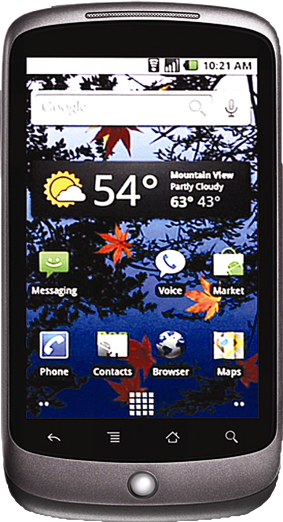 10:21 AM
Google
54°
Mountain View
Partly Cloudy
63° 43°
Messaging
Voice
Market
Phone
Contacts
Browser
Maps